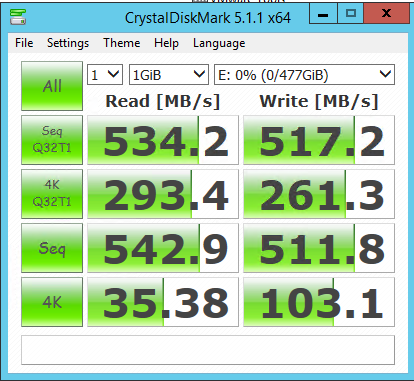 CrystalDiskMark 5.1.1 x64
File Settings Theme Help Language
All 1 1GiB E: 0% (0/477GiB)
Read [MB/s] Write [MB/s]
Seq Q32T1 534.2 517.2
4K Q32T1 293.4 261.3
Seq 542.9 511.8
4K 35.38 103.1